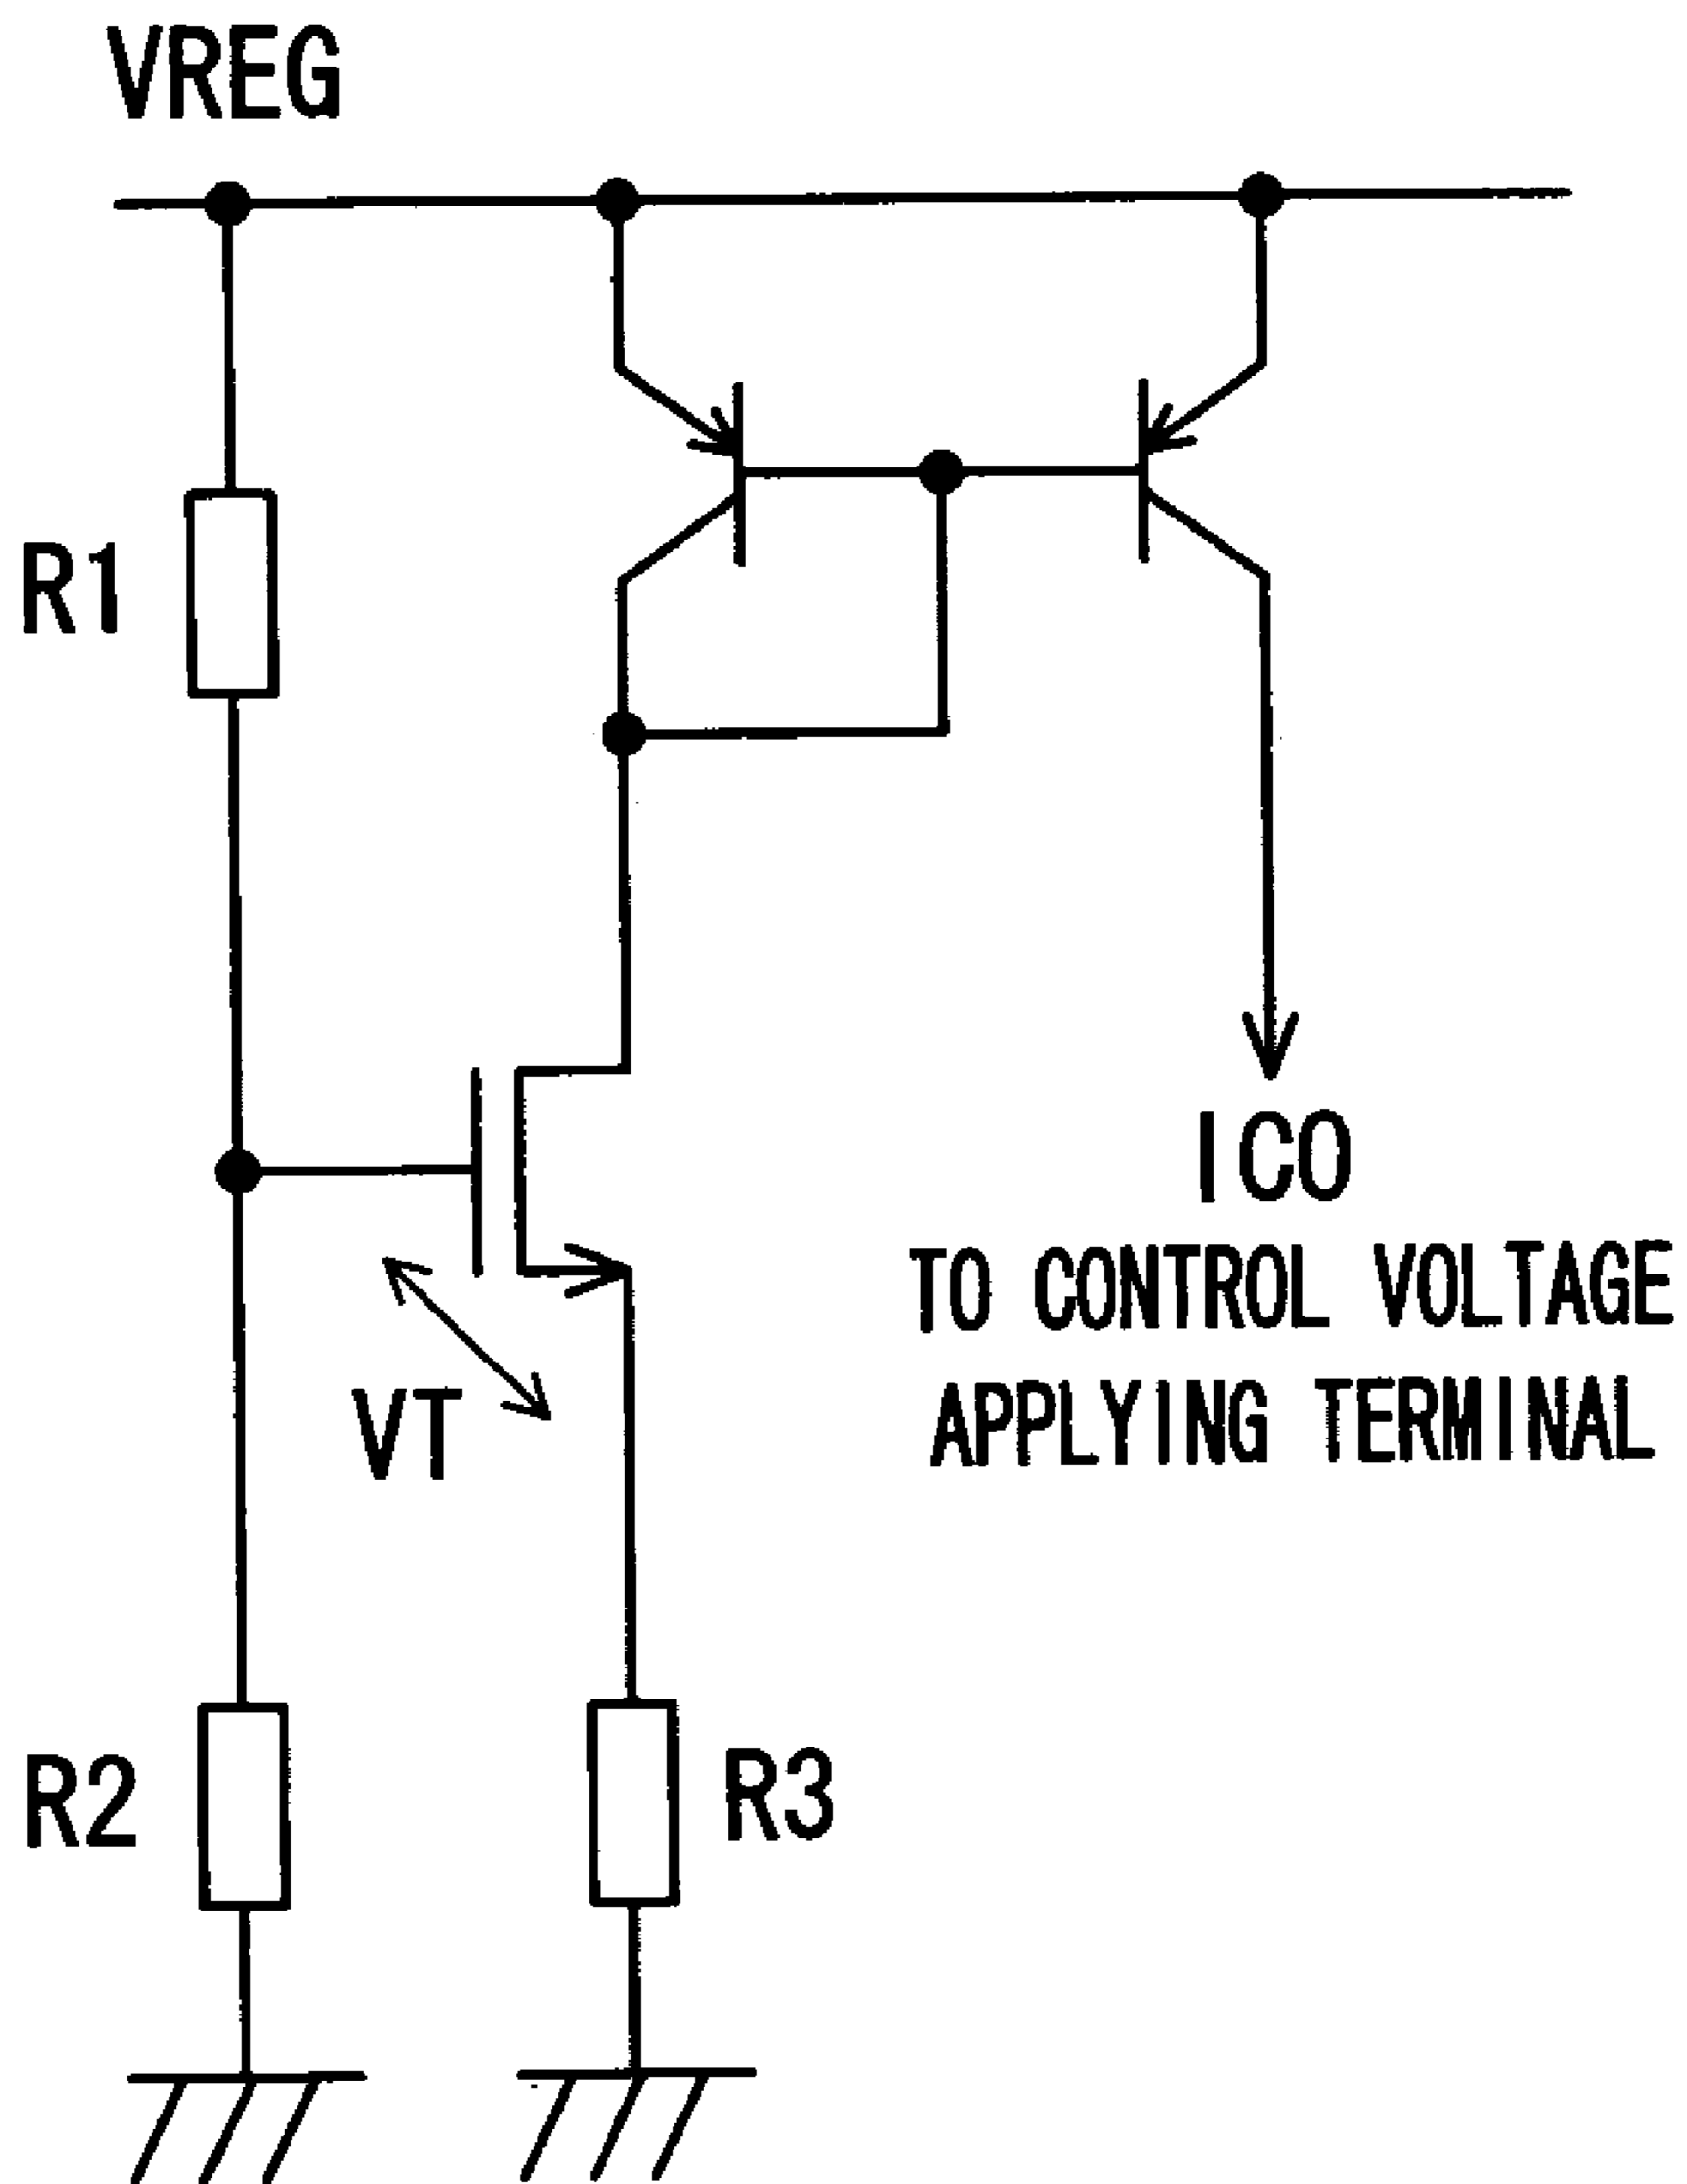 VREG
R1
ICO
TO CONTROL VOLTAGE
APPLYING TERMINAL
VT
R2
R3